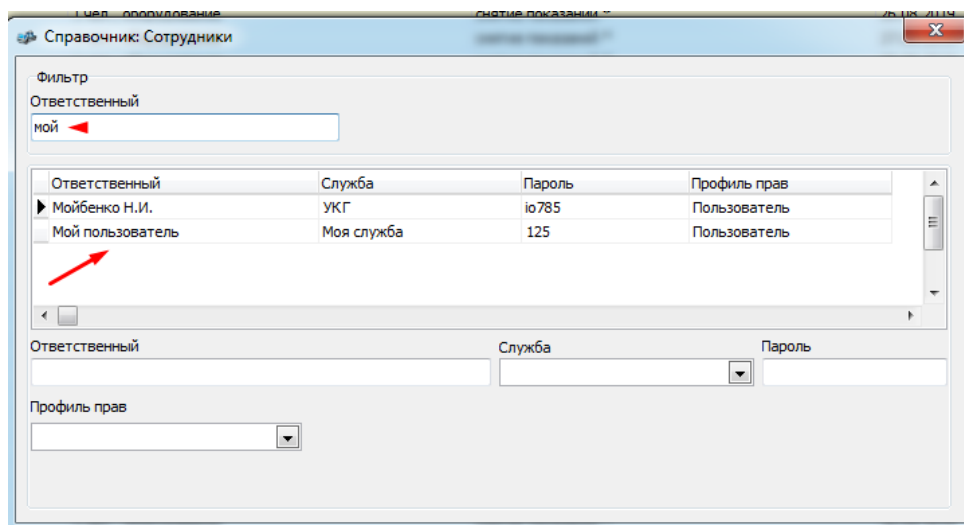 Справочник: Сотрудники
Фильтр
Ответственный
мой
Ответственный Служба Пароль Профиль прав
Мойбенко Н.И. УКГ io785 Пользователь
Мой пользователь Моя служба 125 Пользователь
Ответственный Служба Пароль
Профиль прав